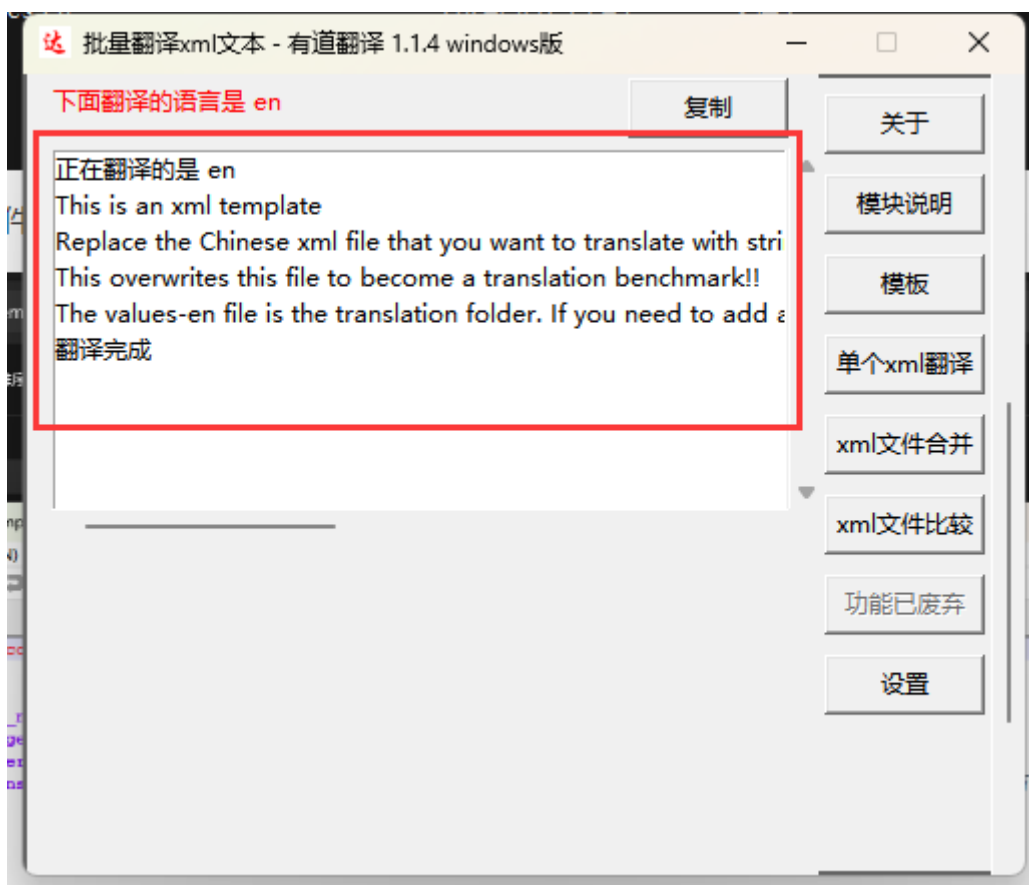 达 批量翻译xml文本 - 有道翻译 1.1.4 windows版
下面翻译的语言是 en
复制
正在翻译的是 en
This is an xml template
Replace the Chinese xml file that you want to translate with stri
This overwrites this file to become a translation benchmark!!
The values-en file is the translation folder. If you need to add a
翻译完成
关于
模块说明
模板
单个xml翻译
xml文件合并
xml文件比较
功能已废弃
设置